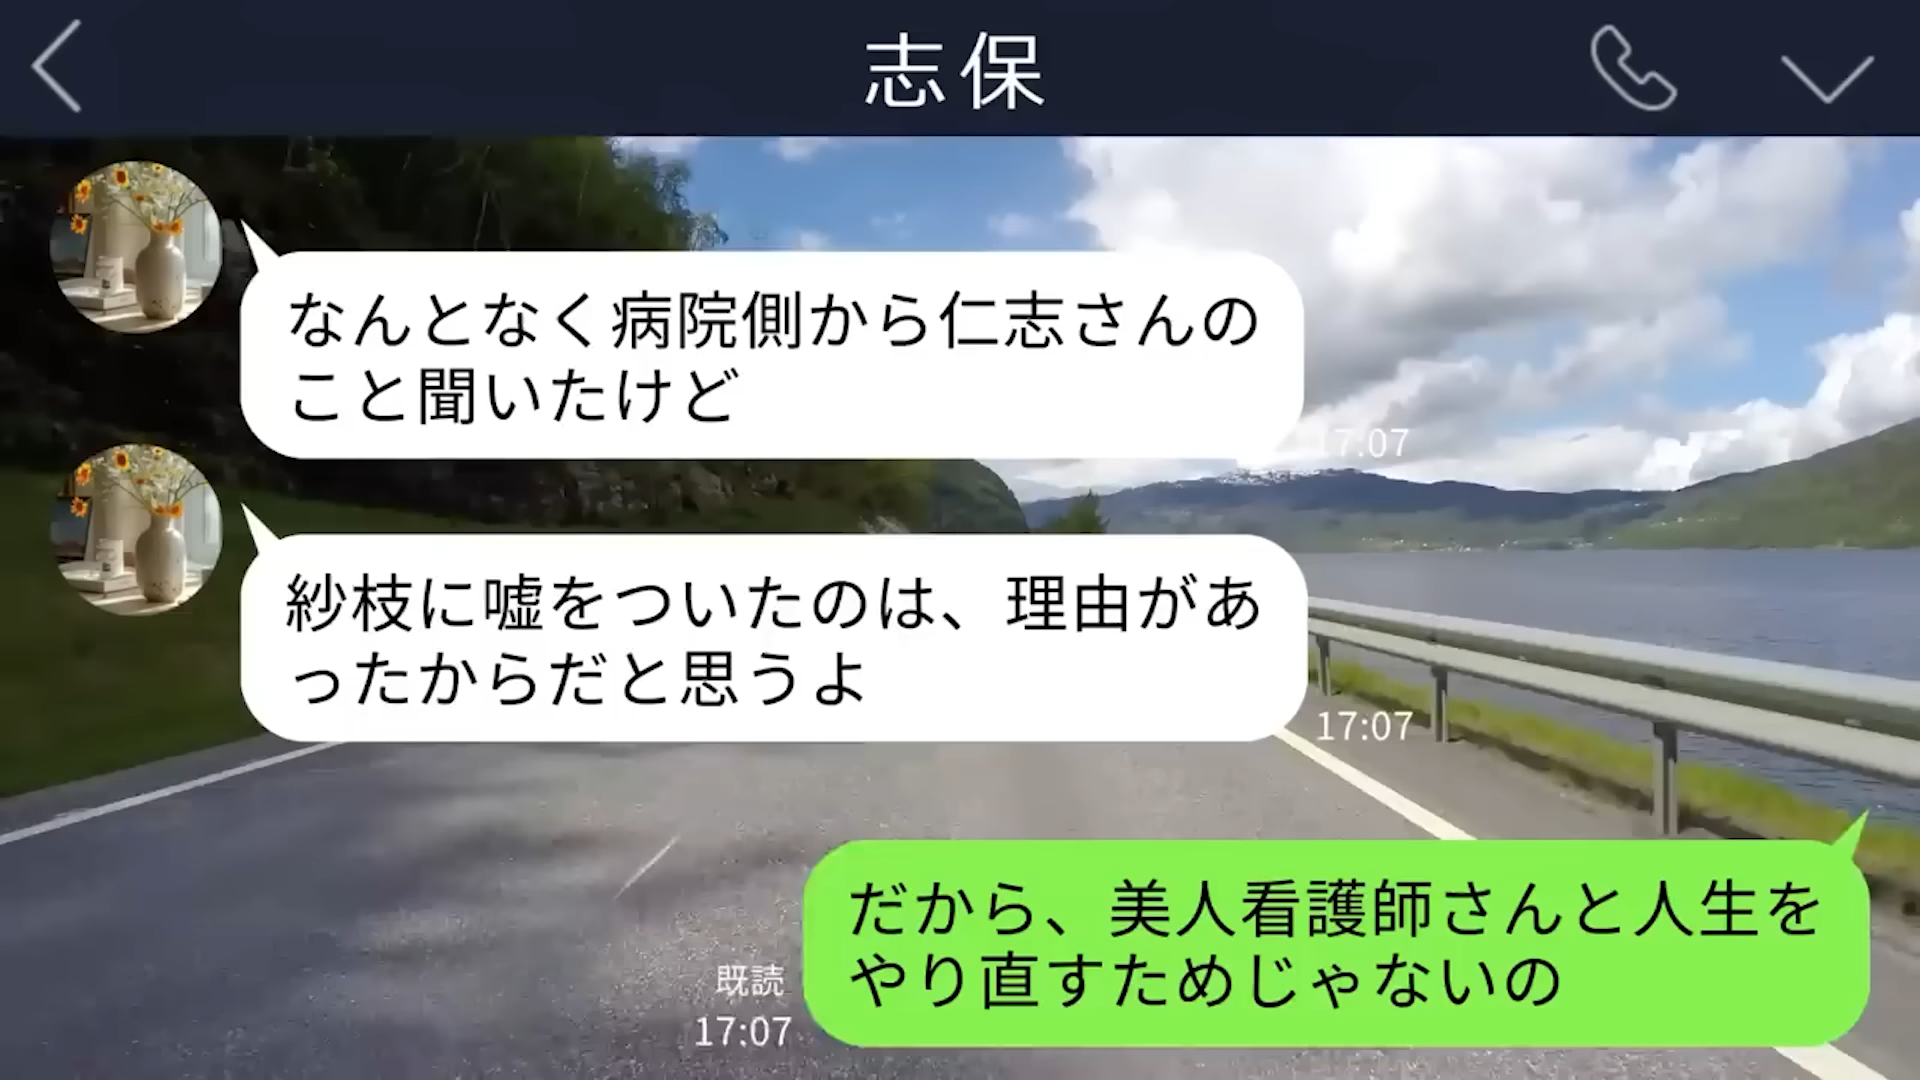 志保
なんとなく病院側から仁志さんの
こと聞いたけど
17:07
紗枝に嘘をついたのは、理由があ
ったからだと思うよ
17:07
だから、美人看護師さんと人生を
やり直すためじゃないの
既読
17:07